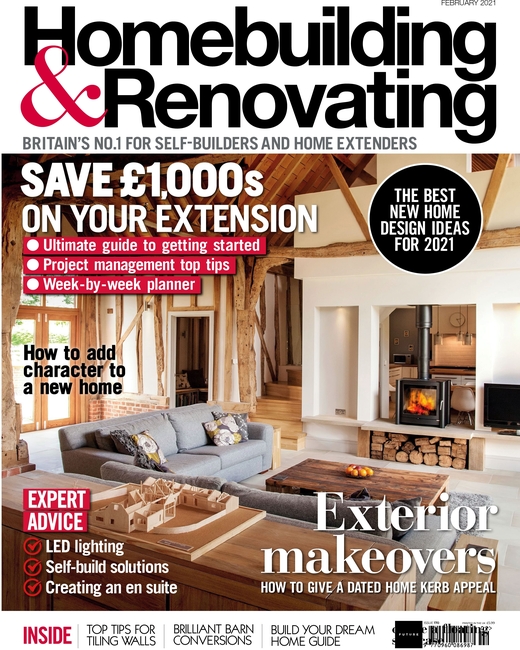 FEBRUARY 2021
Homebuilding
&Renovating
BRITAIN'S NO.1 FOR SELF-BUILDERS AND HOME EXTENDERS
SAVE £1,000s
ON YOUR EXTENSION
● Ultimate guide to getting started
● Project management top tips
● Week-by-week planner
THE BEST
NEW HOME
DESIGN IDEAS
FOR 2021
How to add
character to
a new home
EXPERT
ADVICE
LED lighting
Self-build solutions
Creating an en suite
Exterior
makeovers
HOW TO GIVE A DATED HOME KERB APPEAL
INSIDE
TOP TIPS FOR
TILING WALLS
BRILLIANT BARN
CONVERSIONS
BUILD YOUR DREAM
HOME GUIDE
FUTURE
9 770960 086987